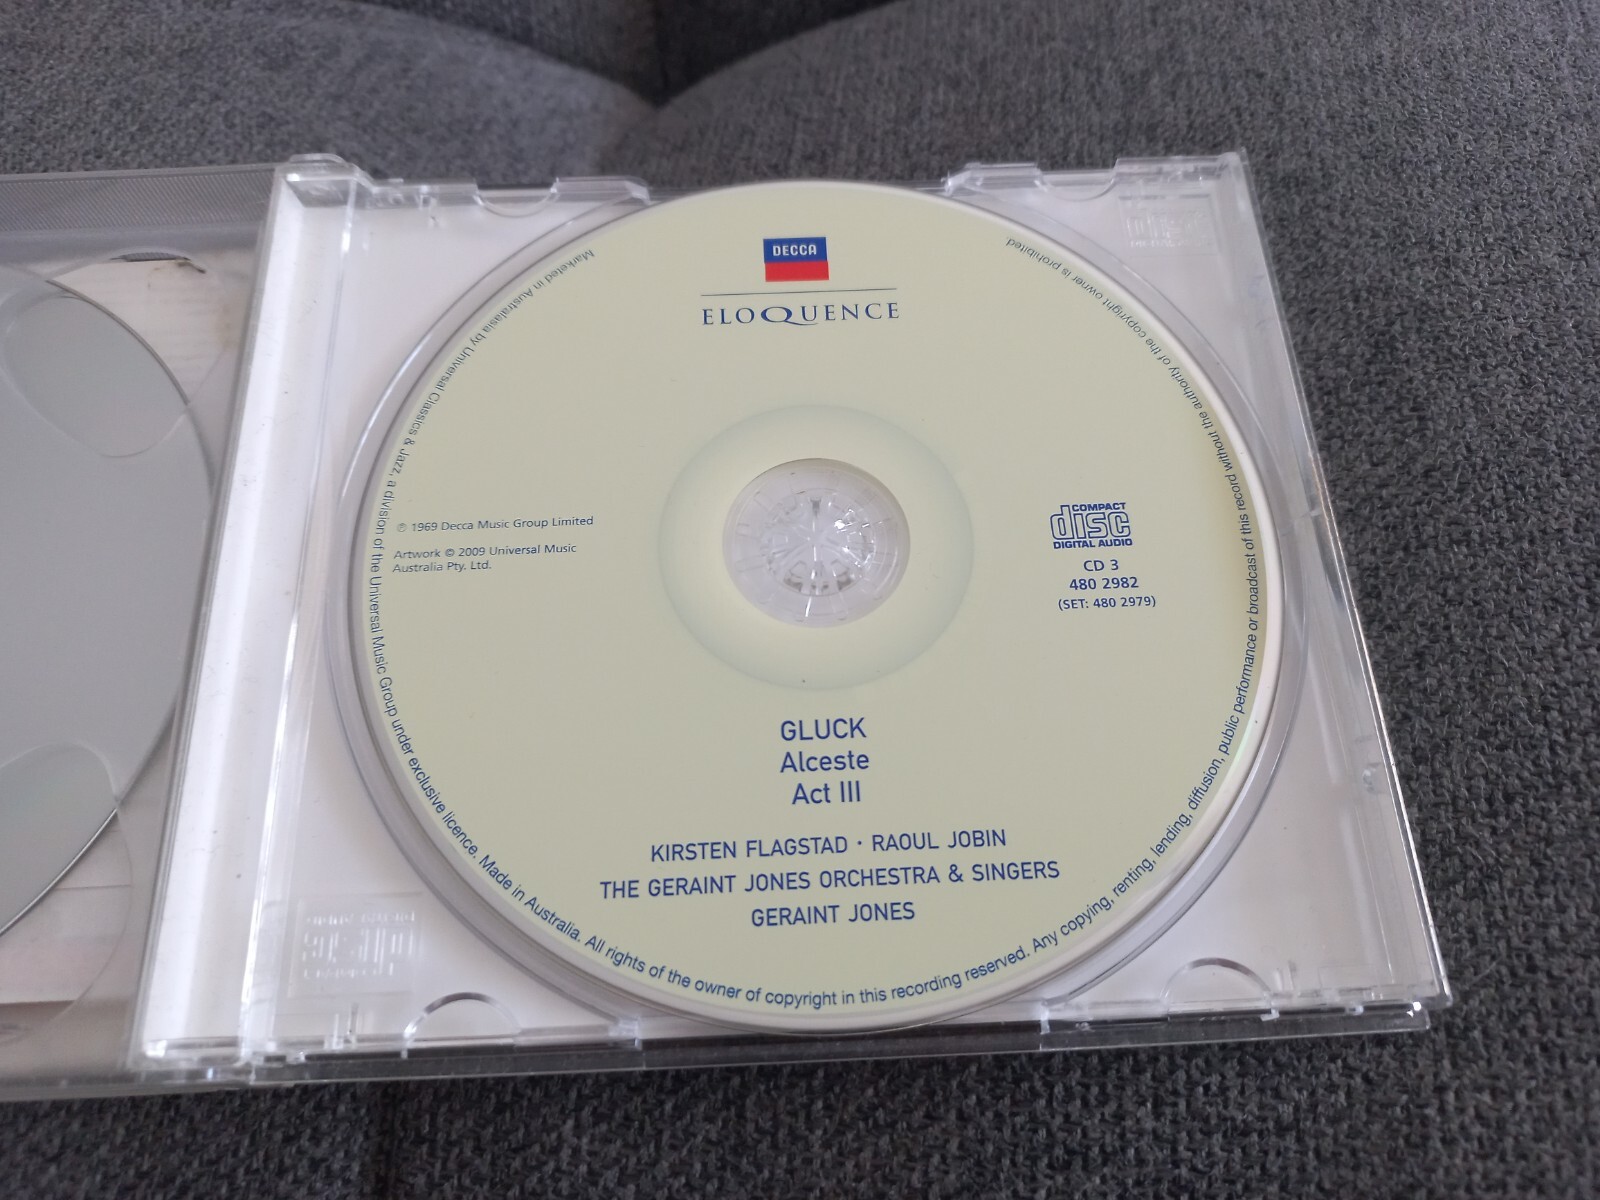 DECCA
ELOQUENCE
℗ 1969 Decca Music Group Limited
Artwork © 2009 Universal Music
Australia Pty. Ltd.
COMPACT
disc
DIGITAL AUDIO
CD 3
480 2982
(SET: 480 2979)
GLUCK
Alceste
Act III
KIRSTEN FLAGSTAD · RAOUL JOBIN
THE GERAINT JONES ORCHESTRA & SINGERS
GERAINT JONES
Marketed in Australasia by Universal Classics & Jazz, a division of the Universal Music Group under exclusive licence. Made in Australia. All rights of the owner of copyright in this recording reserved. Any copying, renting, lending, diffusion, public performance or broadcast of this record without the authority of the copyright owner is prohibited.